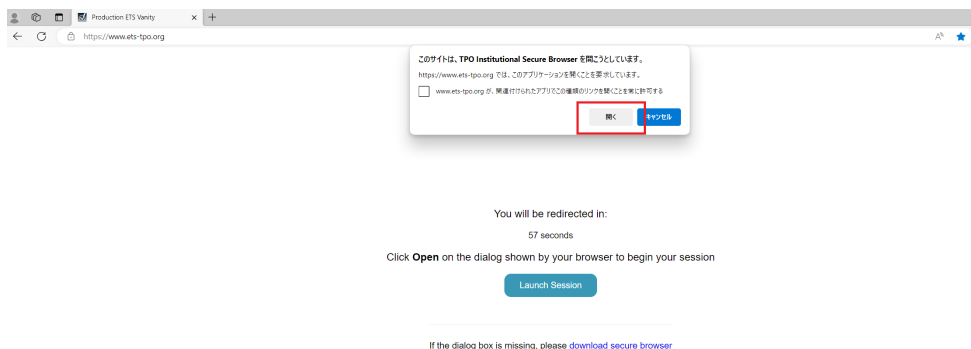 Production ETS Vanity
https://www.ets-tpo.org
このサイトは、TPO Institutional Secure Browser を開こうとしています。
https://www.ets-tpo.org では、このアプリケーションを開くことを要求しています。
www.ets-tpo.org が、関連付けられたアプリでこの種類のリンクを開くことを常に許可する
開く
キャンセル
You will be redirected in:
57 seconds
Click Open on the dialog shown by your browser to begin your session
Launch Session
If the dialog box is missing, please download secure browser